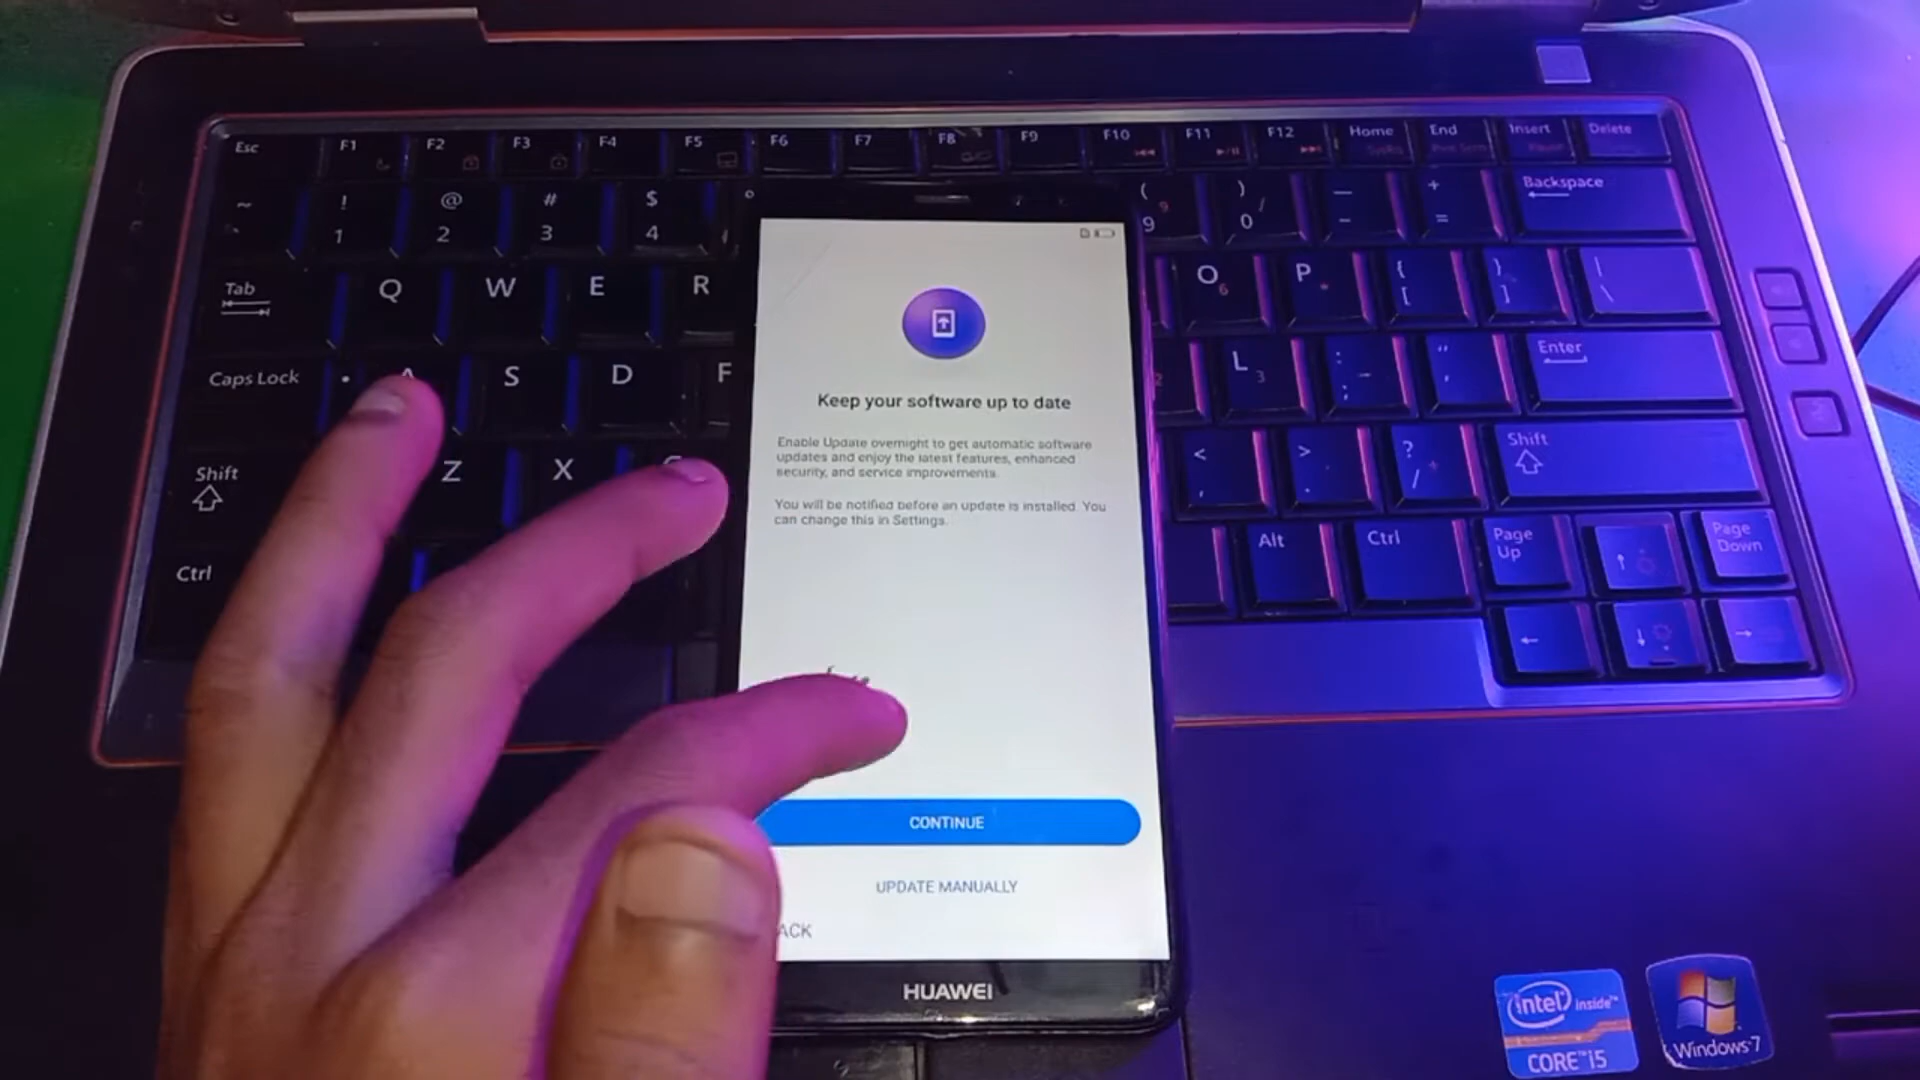 Esc F1 F2 F3 F4 F5 F6 F7 F8 F9 F10 F11 F12 Home End Insert Delete
~ ! @ # $ ( ) — + Backspace
1 2 3 4 9 0 - =
Tab Q W E R O P { } |
6 * [ ] \
Caps Lock A S D F L : " Enter
3 ; '
Shift Z X < > ? Shift
, . /
Ctrl Alt Ctrl Page Up Page Down
Keep your software up to date
Enable Update overnight to get automatic software
updates and enjoy the latest features, enhanced
security, and service improvements.
You will be notified before an update is installed. You
can change this in Settings.
CONTINUE
UPDATE MANUALLY
ACK
HUAWEI
intel inside™
CORE™ i5
Windows 7